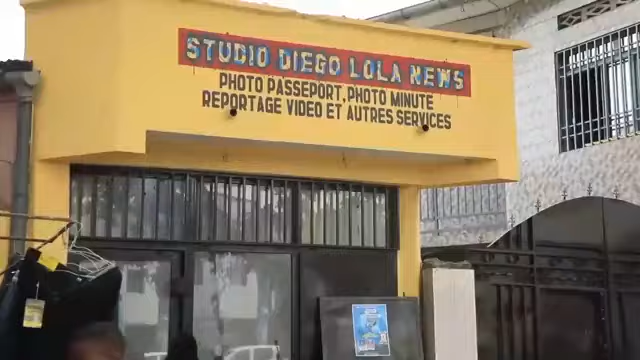 STUDIO DIEGO LOLA NEWS
PHOTO PASSEPORT, PHOTO MINUTE
REPORTAGE VIDEO ET AUTRES SERVICES